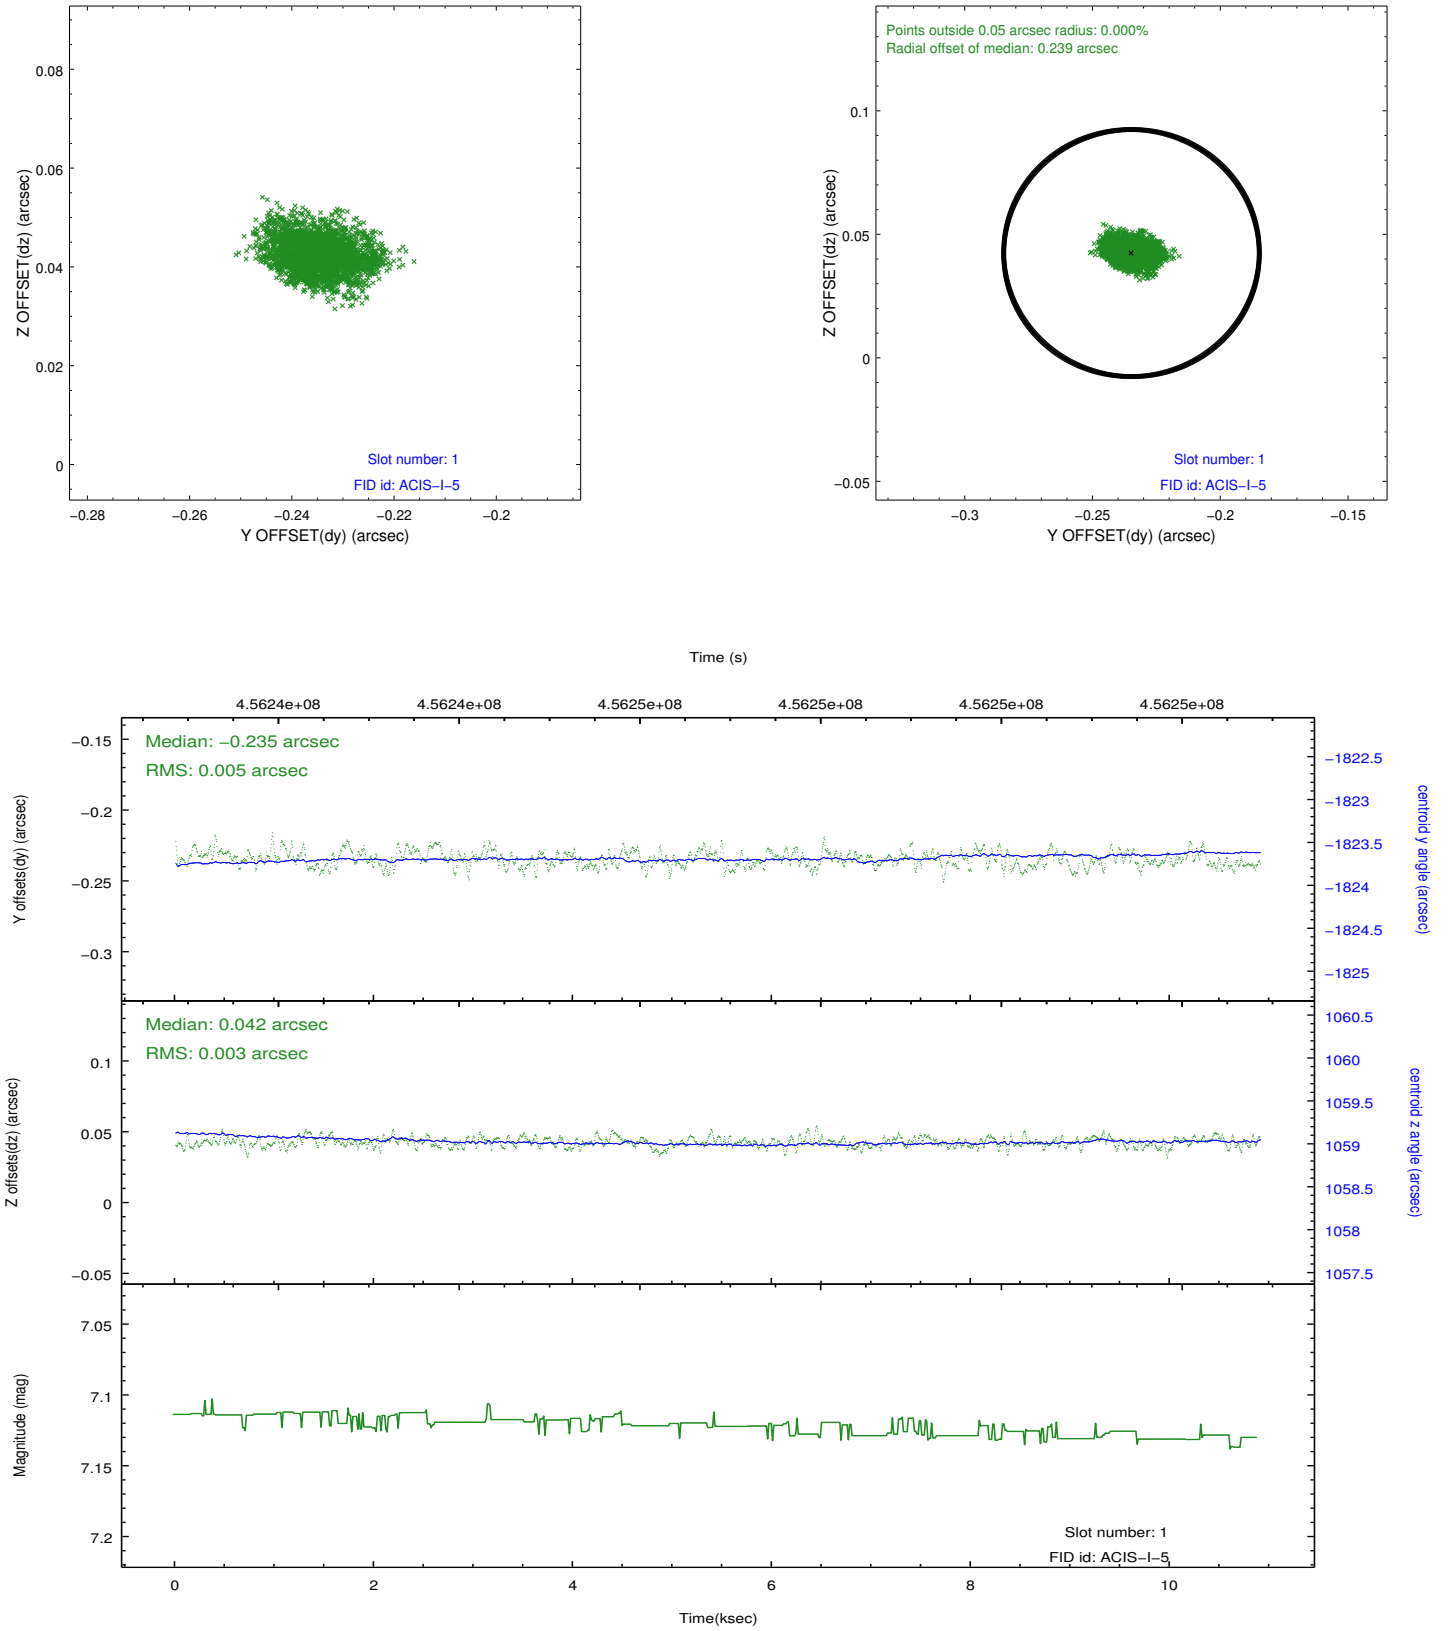 0.08
0.06
0.04
0.02
0
Z OFFSET(dz) (arcsec)
Slot number: 1
FID id: ACIS−I−5
−0.28 −0.26 −0.24 −0.22 −0.2
Y OFFSET(dy) (arcsec)
Points outside 0.05 arcsec radius: 0.000%
Radial offset of median: 0.239 arcsec
0.1
0.05
0
−0.05
Z OFFSET(dz) (arcsec)
Slot number: 1
FID id: ACIS−I−5
−0.3 −0.25 −0.2 −0.15
Y OFFSET(dy) (arcsec)
Time (s)
4.5624e+08 4.5624e+08 4.5625e+08 4.5625e+08 4.5625e+08 4.5625e+08
Median: −0.235 arcsec
RMS: 0.005 arcsec
−0.15
−0.2
−0.25
−0.3
Y offsets(dy) (arcsec)
−1822.5
−1823
−1823.5
−1824
−1824.5
−1825
centroid y angle (arcsec)
Median: 0.042 arcsec
RMS: 0.003 arcsec
0.1
0.05
0
−0.05
Z offsets(dz) (arcsec)
1060.5
1060
1059.5
1059
1058.5
1058
1057.5
centroid z angle (arcsec)
7.05
7.1
7.15
7.2
Magnitude (mag)
Slot number: 1
FID id: ACIS−I−5
0 2 4 6 8 10
Time(ksec)